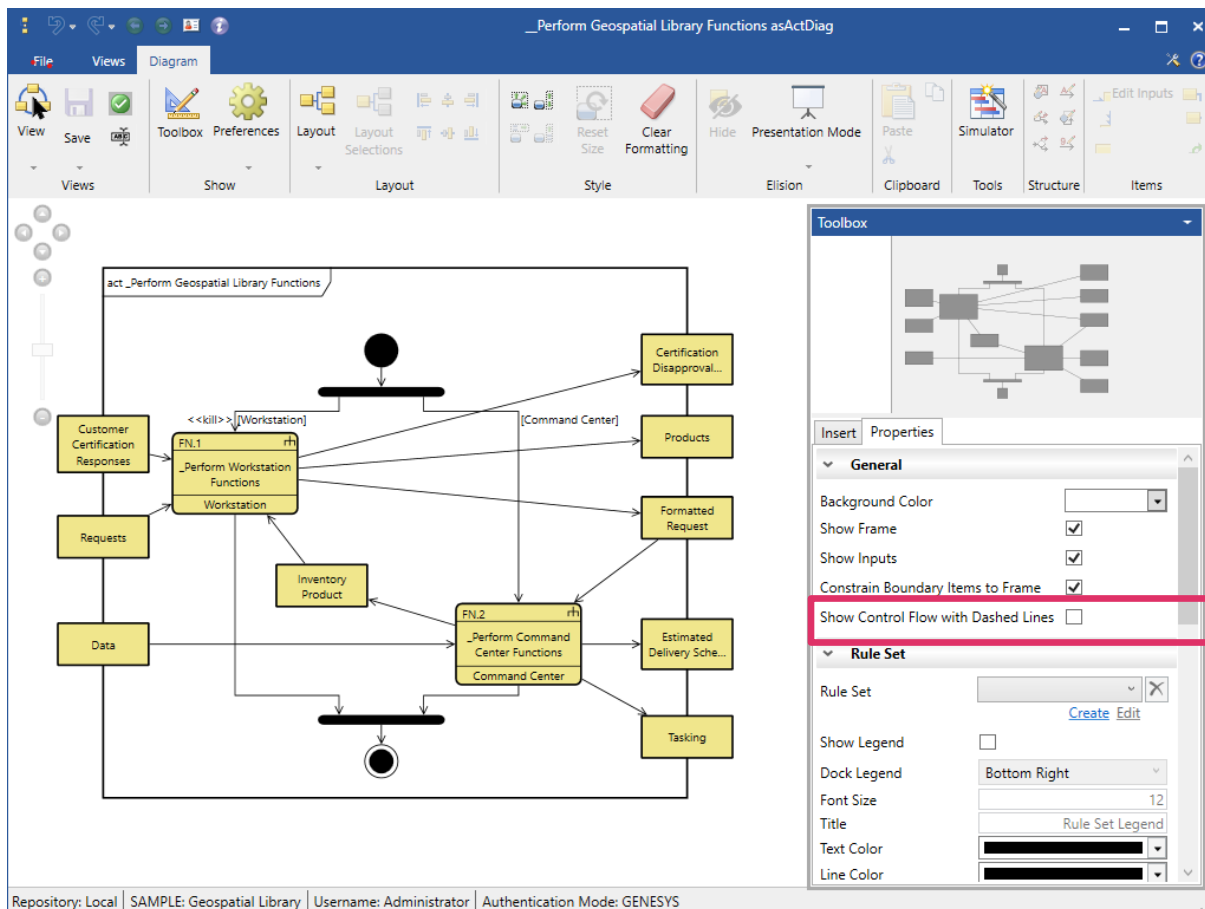 __Perform Geospatial Library Functions asActDiag
File Views Diagram
View Save Toolbox Preferences Layout Layout Selections Reset Size Clear Formatting Hide Presentation Mode Paste Simulator Edit Inputs
Views Show Layout Style Elision Clipboard Tools Structure Items
Toolbox
act _Perform Geospatial Library Functions
Certification
Disapproval...
<<kill>> [Workstation]
[Command Center]
Customer
Certification
Responses
FN.1
_Perform Workstation
Functions
Workstation
Products
Requests
Formatted
Request
Inventory
Product
FN.2
_Perform Command
Center Functions
Command Center
Data
Estimated
Delivery Sche...
Tasking
Insert Properties
General
Background Color
Show Frame
Show Inputs
Constrain Boundary Items to Frame
Show Control Flow with Dashed Lines
Rule Set
Rule Set
Create Edit
Show Legend
Dock Legend Bottom Right
Font Size 12
Title Rule Set Legend
Text Color
Line Color
Repository: Local SAMPLE: Geospatial Library Username: Administrator Authentication Mode: GENESYS